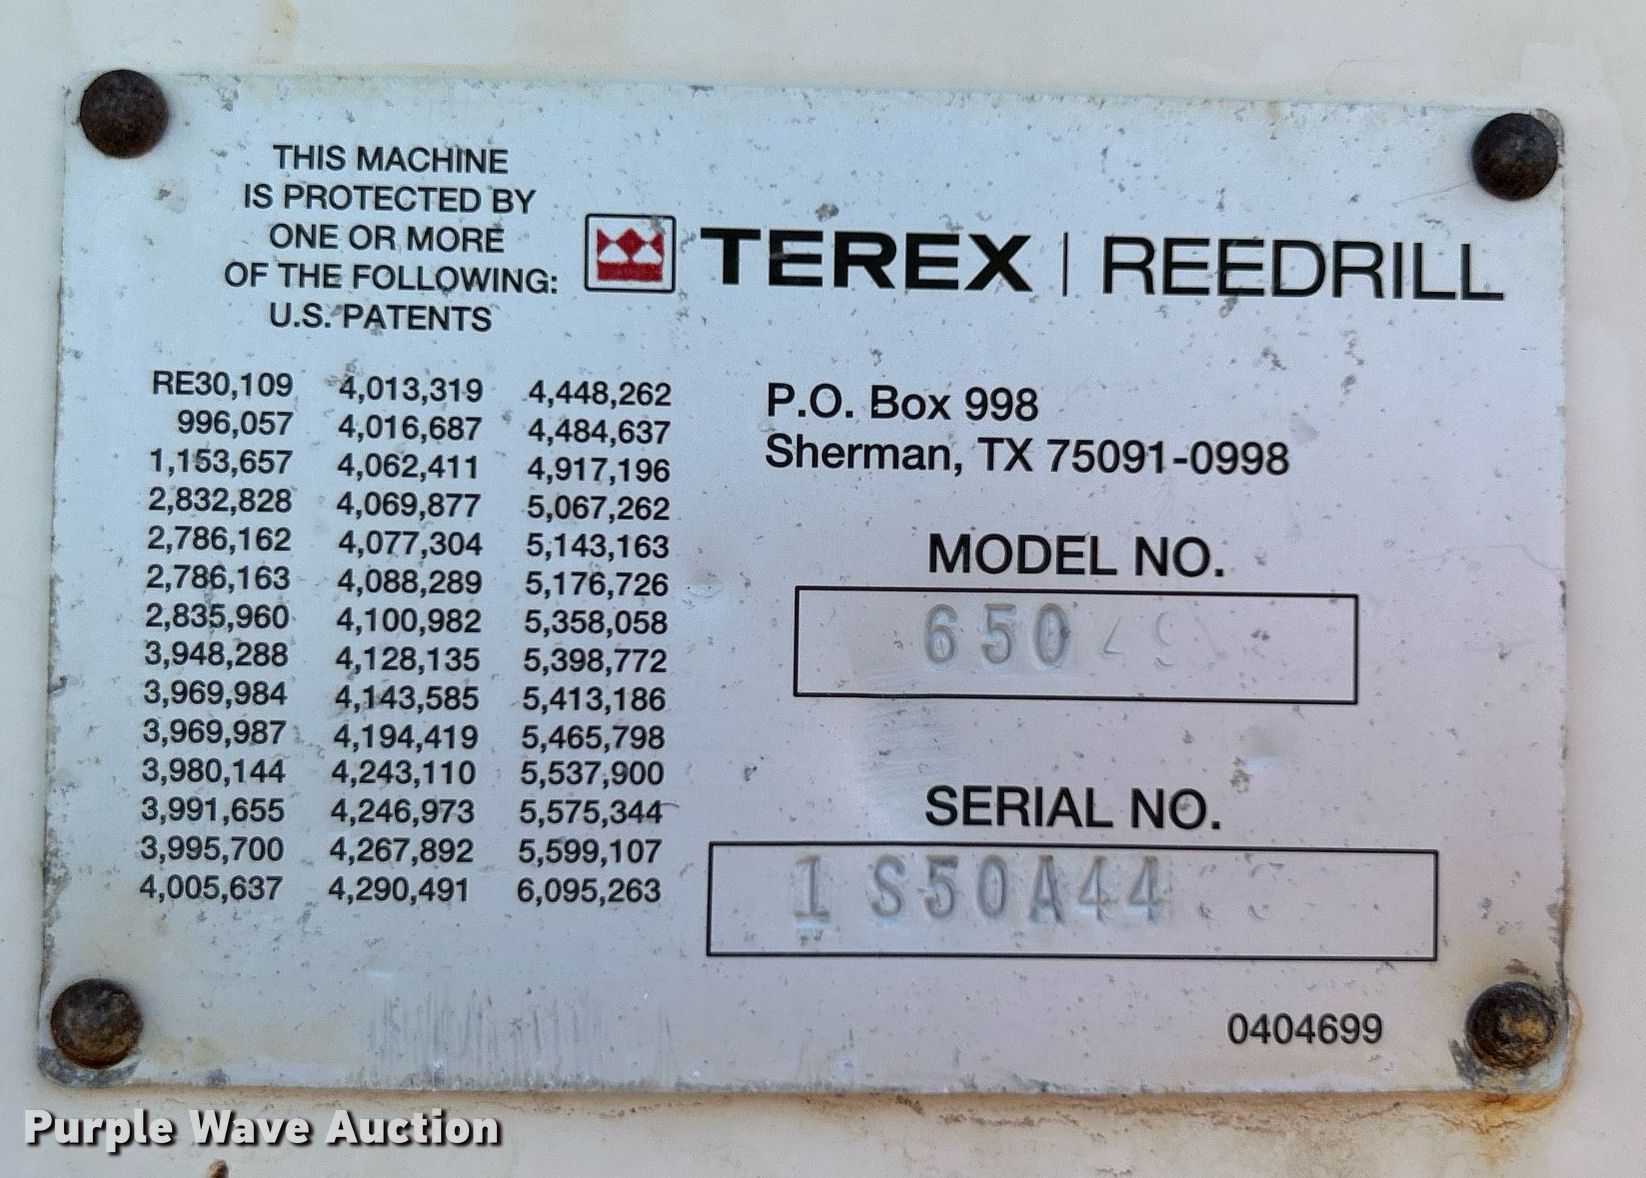 THIS MACHINE
IS PROTECTED BY
ONE OR MORE
OF THE FOLLOWING:
U.S. PATENTS
RE30,109 4,013,319 4,448,262
996,057 4,016,687 4,484,637
1,153,657 4,062,411 4,917,196
2,832,828 4,069,877 5,067,262
2,786,162 4,077,304 5,143,163
2,786,163 4,088,289 5,176,726
2,835,960 4,100,982 5,358,058
3,948,288 4,128,135 5,398,772
3,969,984 4,143,585 5,413,186
3,969,987 4,194,419 5,465,798
3,980,144 4,243,110 5,537,900
3,991,655 4,246,973 5,575,344
3,995,700 4,267,892 5,599,107
4,005,637 4,290,491 6,095,263
TEREX | REEDRILL
P.O. Box 998
Sherman, TX 75091-0998
MODEL NO.
650
SERIAL NO.
1 S50A44
0404699
Purple Wave Auction